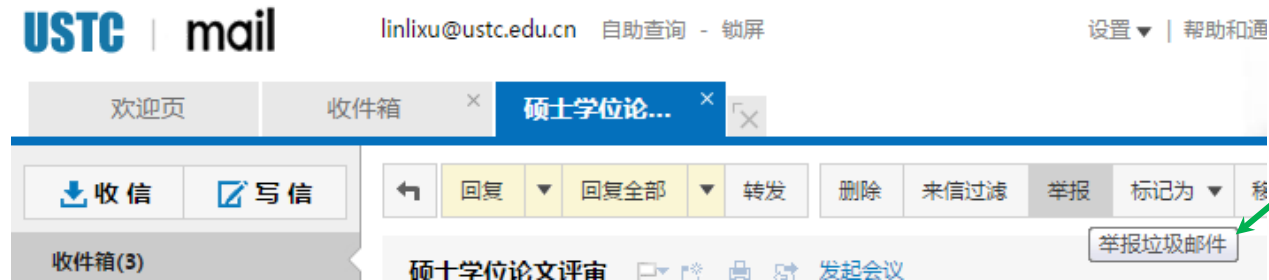 USTC mail linlixu@ustc.edu.cn 自助查询 - 锁屏 设置 ▼ | 帮助和通
欢迎页 收件箱 × 硕士学位论... ×
收信 写信 回复 ▼ 回复全部 ▼ 转发 删除 来信过滤 举报 标记为 ▼ 移
举报垃圾邮件
收件箱(3)
硕士学位论文评审 发起会议